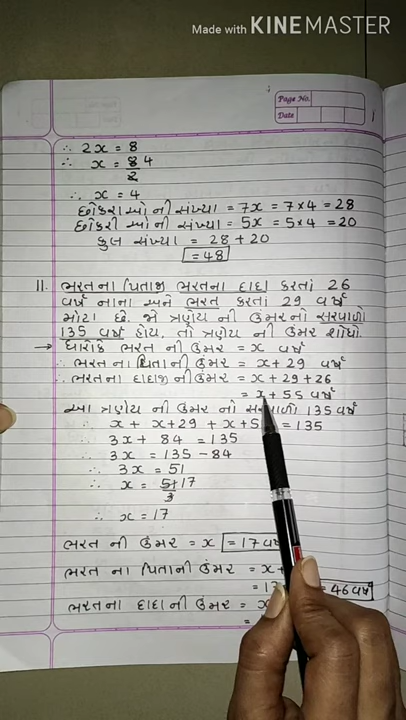 Made with KINEMASTER
Page No.
Date
∴ 2x = 8
∴ x = 8 4
2
∴ x = 4
છોકરાઓની સંખ્યા = 7x = 7×4 = 28
છોકરીઓની સંખ્યા = 5x = 5×4 = 20
કુલ સંખ્યા = 28 + 20
= 48
11. ભરતના પિતાજી ભરતના દાદા કરતાં 26
વર્ષ નાના અને ભરત કરતાં 29 વર્ષ
મોટા છે. જો ત્રણેય ની ઉંમરનો સરવાળો
135 વર્ષ હોય, તો ત્રણેય ની ઉંમર શોધો.
→ ધારોકે ભરત ની ઉંમર = x વર્ષ
∴ ભરતના પિતાની ઉંમર = x + 29 વર્ષ
∴ ભરતના દાદાજીની ઉંમર = x + 29 + 26
= x + 55 વર્ષ
આ ત્રણેય ની ઉંમર નો સરવાળો 135 વર્ષ
∴ x + x+29 + x+5 = 135
∴ 3x + 84 = 135
∴ 3x = 135 - 84
∴ 3x = 51
∴ x = 51 17
3
∴ x = 17
ભરત ની ઉંમર = x = 17 વર્ષ
ભરત ના પિતાની ઉંમર = x+
= 17 = 46 વર્ષ
ભરતના દાદાની ઉંમર = x
=